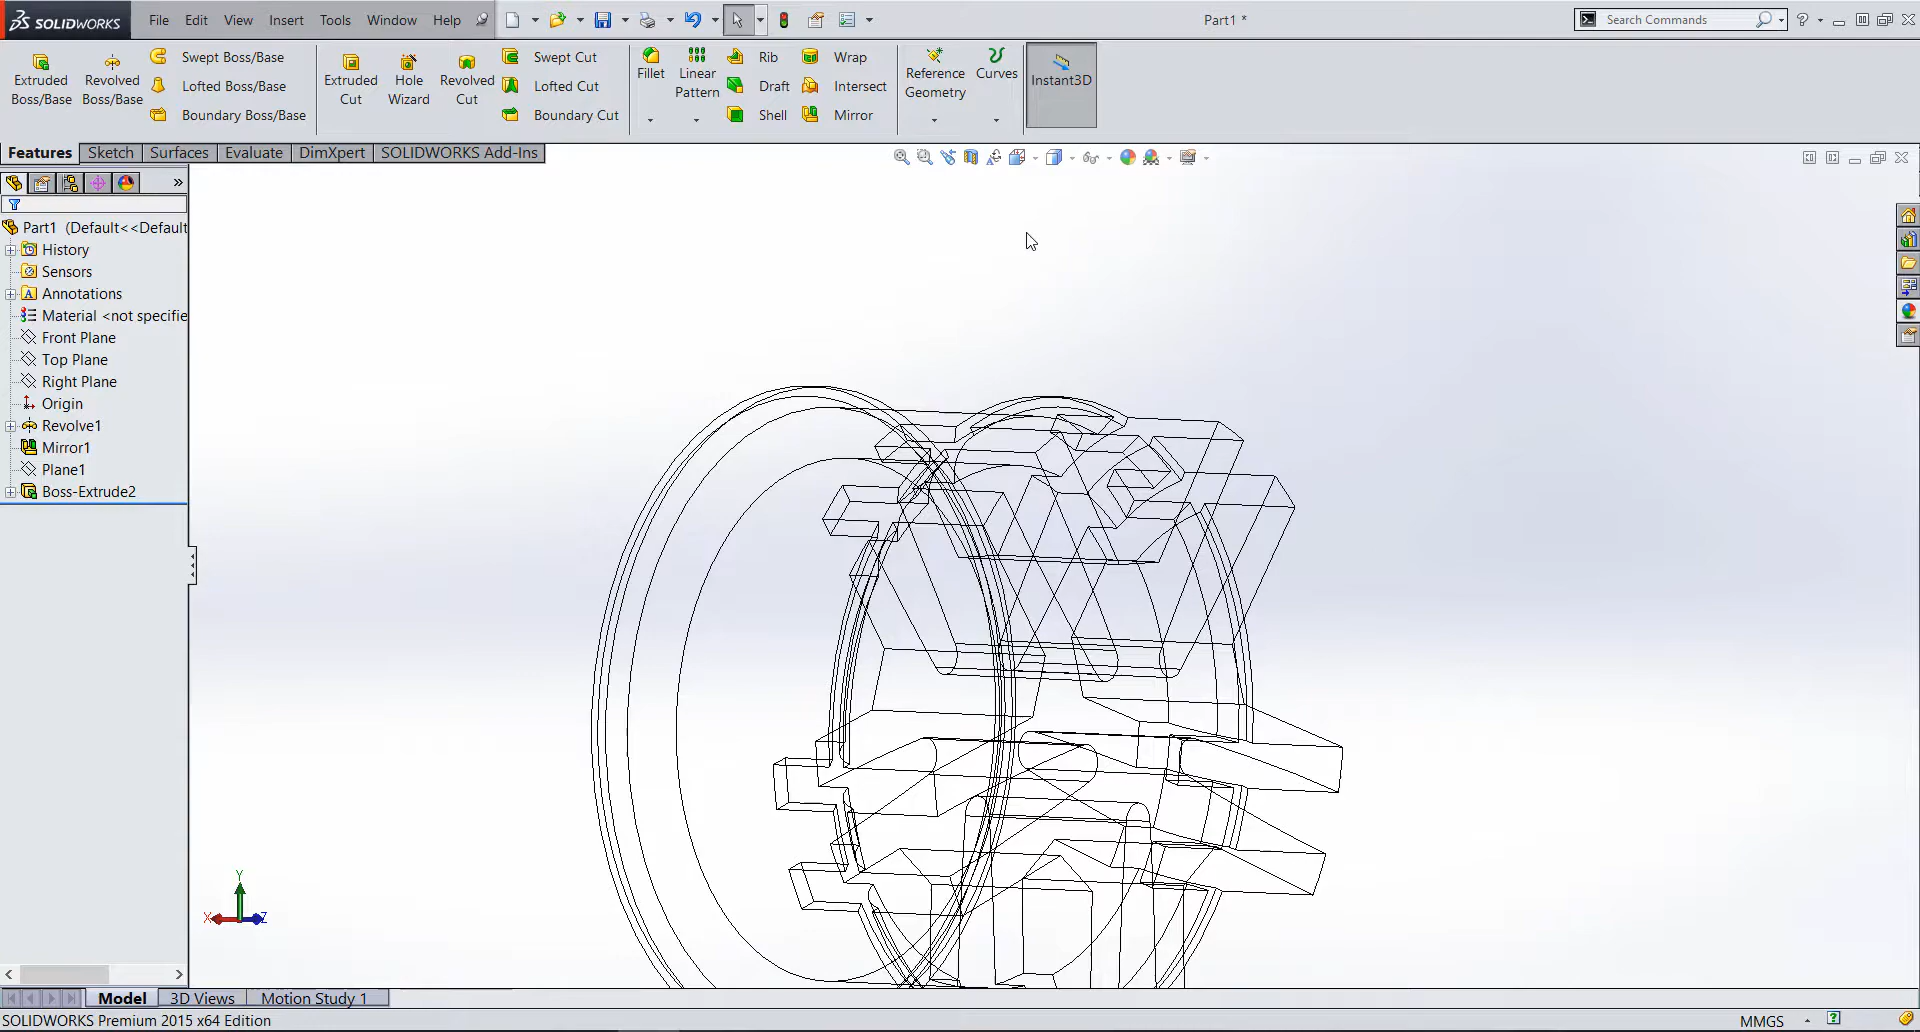 SOLIDWORKS File Edit View Insert Tools Window Help Part1 * Search Commands
Extruded Boss/Base
Revolved Boss/Base
Swept Boss/Base
Lofted Boss/Base
Boundary Boss/Base
Extruded Cut
Hole Wizard
Revolved Cut
Swept Cut
Lofted Cut
Boundary Cut
Fillet
Linear Pattern
Rib
Draft
Shell
Wrap
Intersect
Mirror
Reference Geometry
Curves
Instant3D
Features Sketch Surfaces Evaluate DimXpert SOLIDWORKS Add-Ins
Part1 (Default<<Default
History
Sensors
Annotations
Material <not specifie
Front Plane
Top Plane
Right Plane
Origin
Revolve1
Mirror1
Plane1
Boss-Extrude2
Y
X Z
Model 3D Views Motion Study 1
SOLIDWORKS Premium 2015 x64 Edition MMGS